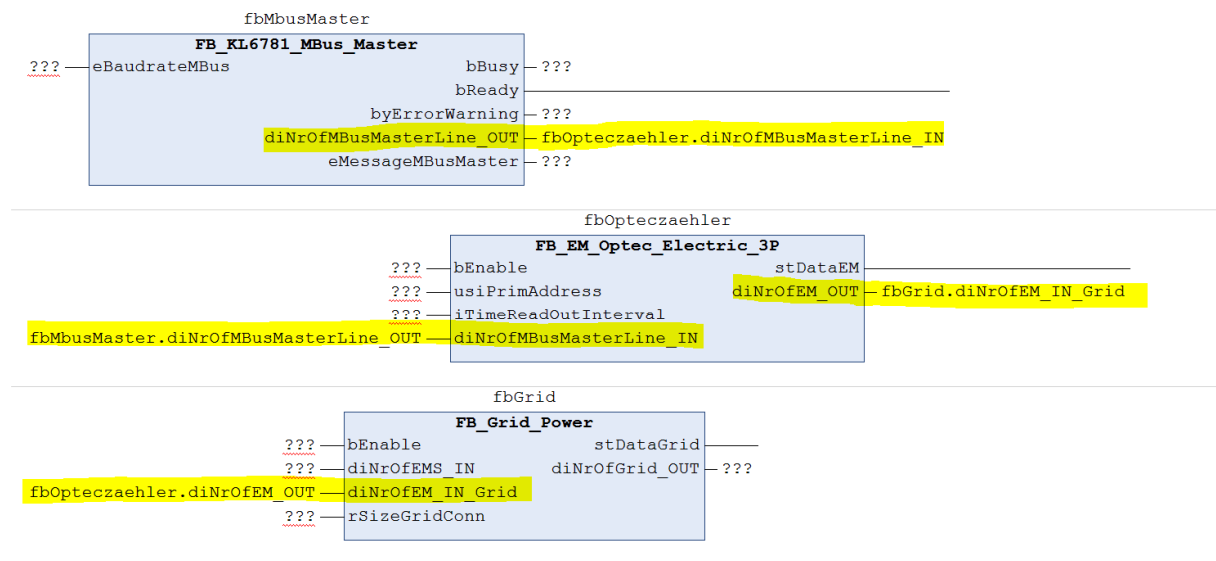 fbMbusMaster
FB_KL6781_MBus_Master
??? eBaudrateMBus bBusy ???
bReady
byErrorWarning ???
diNrOfMBusMasterLine_OUT fbOpteczaehler.diNrOfMBusMasterLine_IN
eMessageMBusMaster ???
fbOpteczaehler
FB_EM_Optec_Electric_3P
??? bEnable stDataEM
??? usiPrimAddress diNrOfEM_OUT fbGrid.diNrOfEM_IN_Grid
??? iTimeReadOutInterval
fbMbusMaster.diNrOfMBusMasterLine_OUT diNrOfMBusMasterLine_IN
fbGrid
FB_Grid_Power
??? bEnable stDataGrid
??? diNrOfEMS_IN diNrOfGrid_OUT ???
fbOpteczaehler.diNrOfEM_OUT diNrOfEM_IN_Grid
??? rSizeGridConn